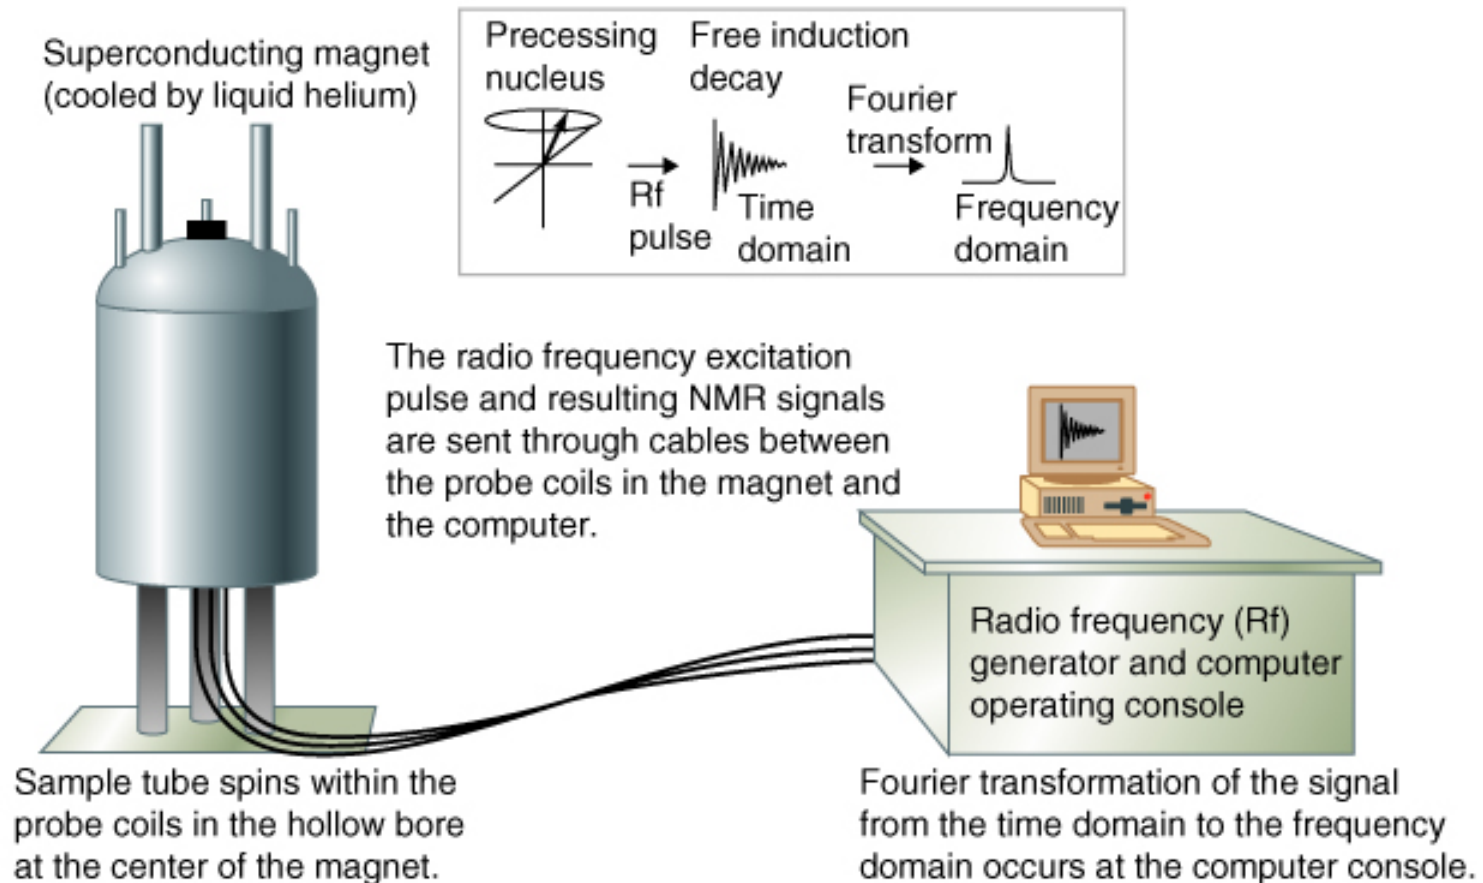 Superconducting magnet
(cooled by liquid helium)
Precessing
nucleus
Free induction
decay
Fourier
transform
Rf
pulse
Time
domain
Frequency
domain
The radio frequency excitation
pulse and resulting NMR signals
are sent through cables between
the probe coils in the magnet and
the computer.
Radio frequency (Rf)
generator and computer
operating console
Sample tube spins within the
probe coils in the hollow bore
at the center of the magnet.
Fourier transformation of the signal
from the time domain to the frequency
domain occurs at the computer console.